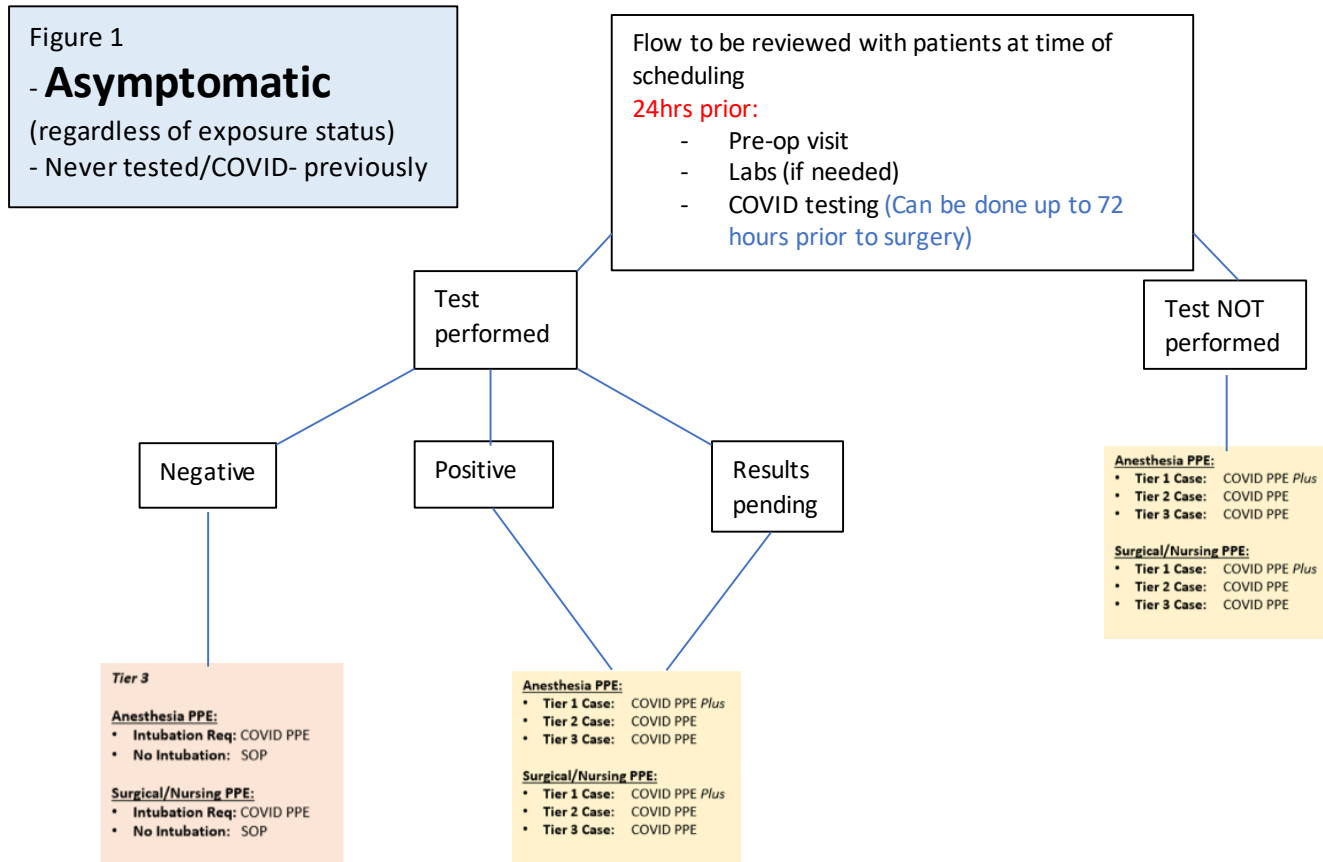 Figure 1
- Asymptomatic
(regardless of exposure status)
- Never tested/COVID- previously
Flow to be reviewed with patients at time of
scheduling
24hrs prior:
- Pre-op visit
- Labs (if needed)
- COVID testing (Can be done up to 72
hours prior to surgery)
Test
performed
Test NOT
performed
Negative
Positive
Results
pending
Anesthesia PPE:
• Tier 1 Case: COVID PPE Plus
• Tier 2 Case: COVID PPE
• Tier 3 Case: COVID PPE
Surgical/Nursing PPE:
• Tier 1 Case: COVID PPE Plus
• Tier 2 Case: COVID PPE
• Tier 3 Case: COVID PPE
Tier 3
Anesthesia PPE:
• Intubation Req: COVID PPE
• No Intubation: SOP
Surgical/Nursing PPE:
• Intubation Req: COVID PPE
• No Intubation: SOP
Anesthesia PPE:
• Tier 1 Case: COVID PPE Plus
• Tier 2 Case: COVID PPE
• Tier 3 Case: COVID PPE
Surgical/Nursing PPE:
• Tier 1 Case: COVID PPE Plus
• Tier 2 Case: COVID PPE
• Tier 3 Case: COVID PPE